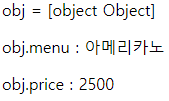 obj = [object Object]
obj.menu : 아메리카노
obj.price : 2500